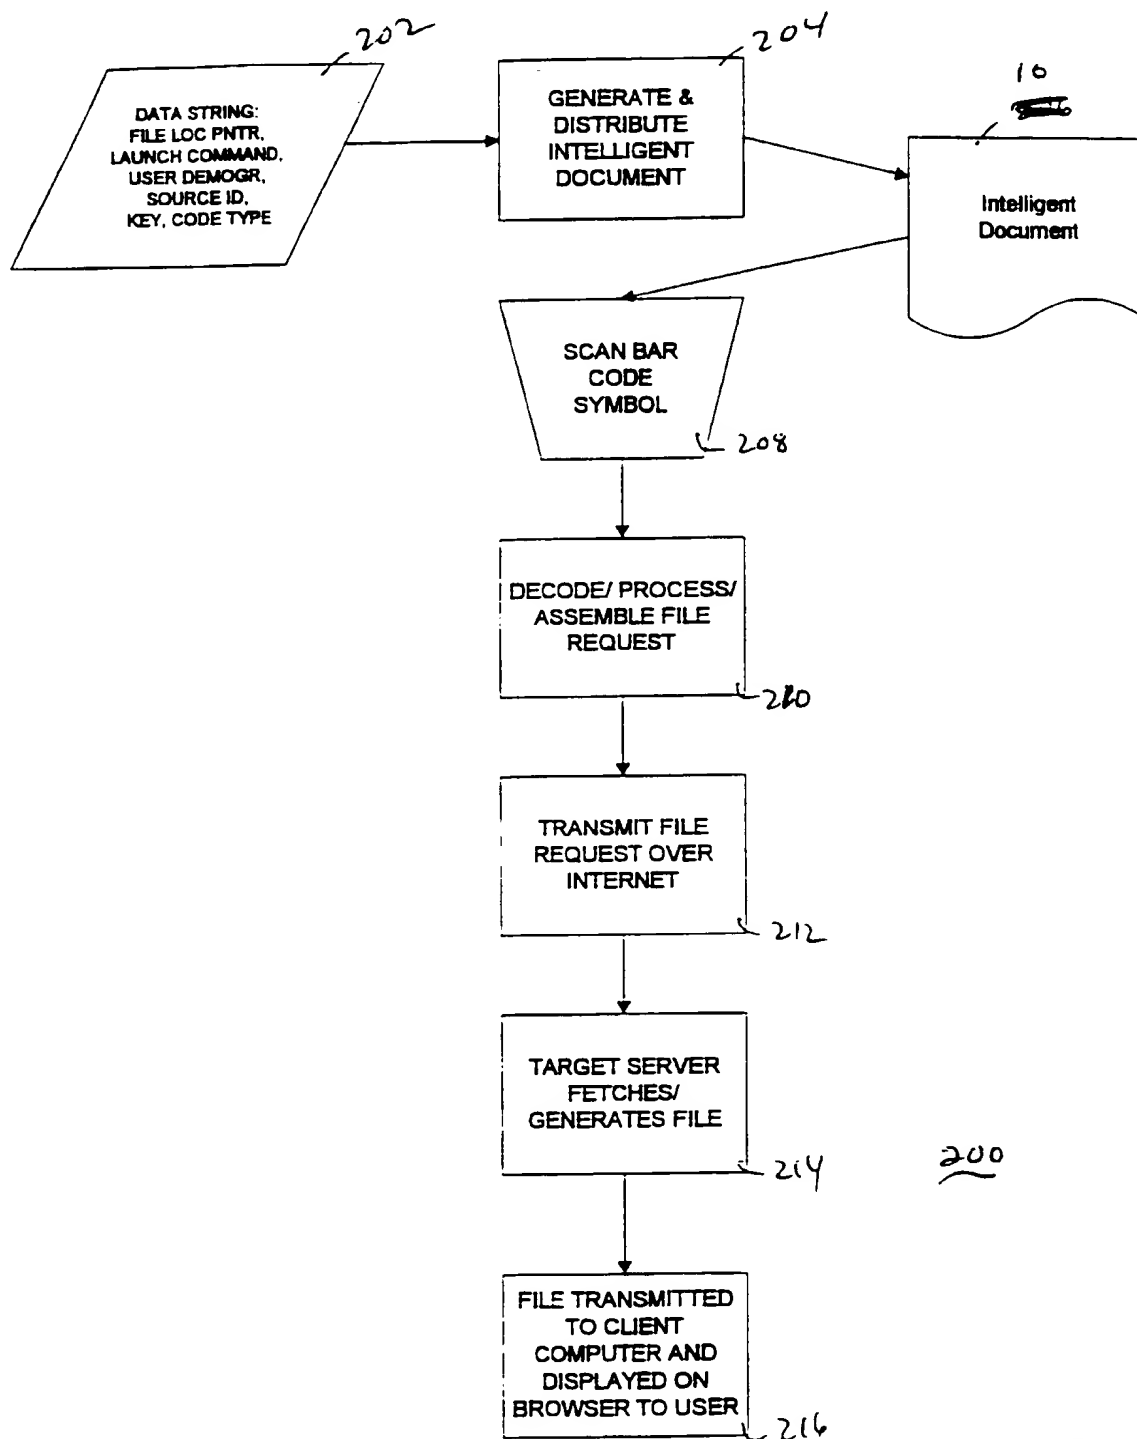 202
DATA STRING:
FILE LOC PNTR,
LAUNCH COMMAND,
USER DEMOGR,
SOURCE ID,
KEY, CODE TYPE
204
GENERATE &
DISTRIBUTE
INTELLIGENT
DOCUMENT
10
Intelligent
Document
SCAN BAR
CODE
SYMBOL
208
DECODE/ PROCESS/
ASSEMBLE FILE
REQUEST
210
TRANSMIT FILE
REQUEST OVER
INTERNET
212
TARGET SERVER
FETCHES/
GENERATES FILE
214
200
FILE TRANSMITTED
TO CLIENT
COMPUTER AND
DISPLAYED ON
BROWSER TO USER
216